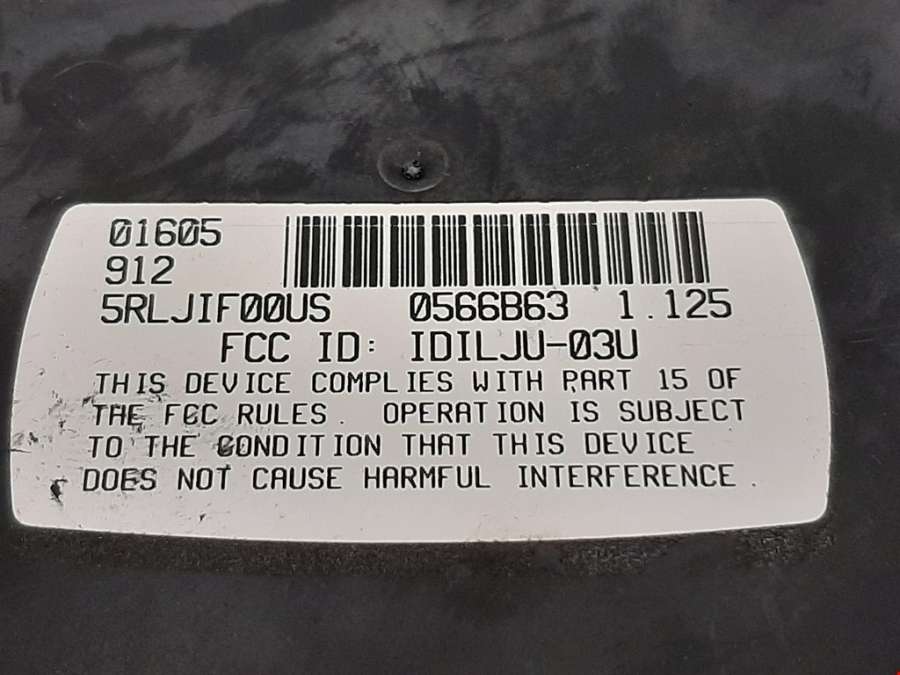 01605
912
5RLJIF00US 0566B63 1.125
FCC ID: IDILJU-03U
THIS DEVICE COMPLIES WITH PART 15 OF
THE FCC RULES. OPERATION IS SUBJECT
TO THE CONDITION THAT THIS DEVICE
DOES NOT CAUSE HARMFUL INTERFERENCE.